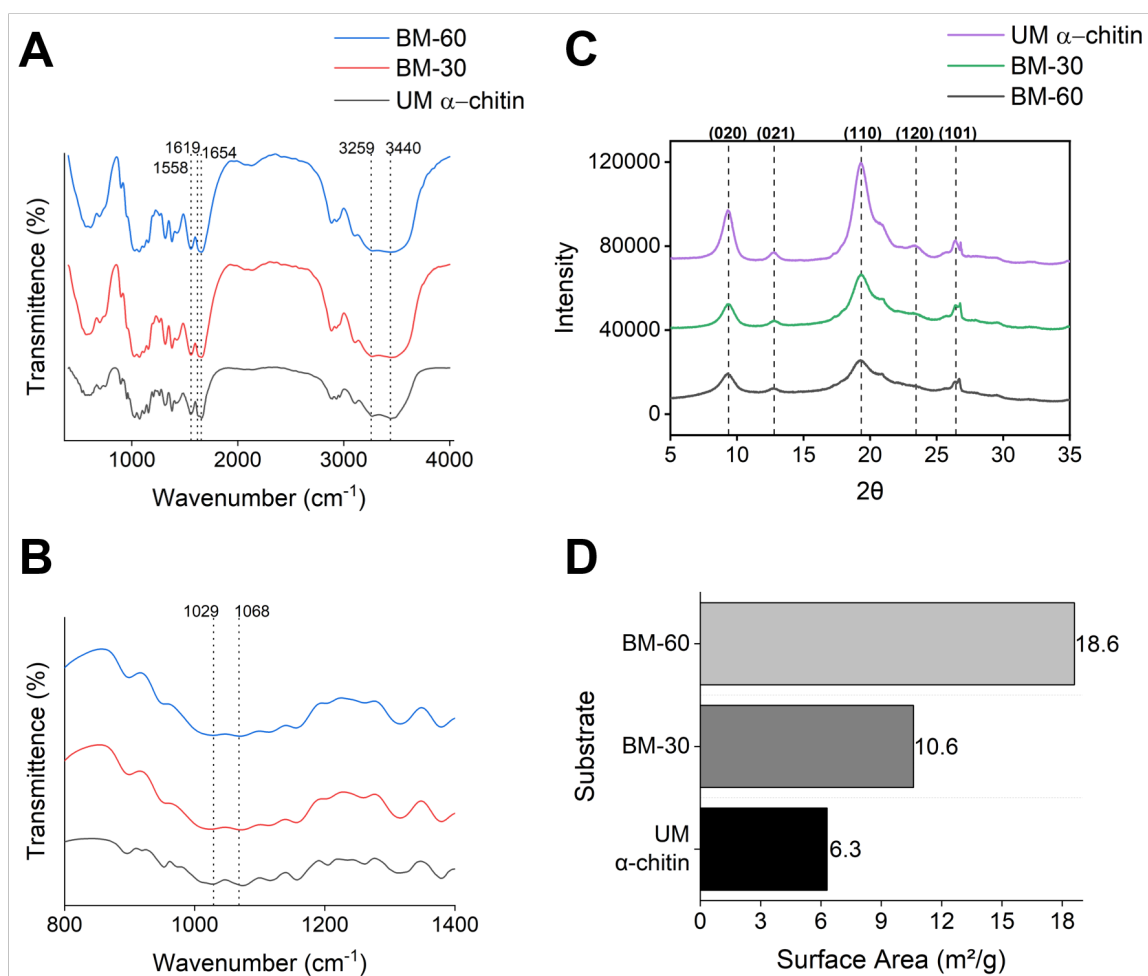 A
BM-60
BM-30
UM α–chitin
1619
1654
1558
3259
3440
Transmittence (%)
1000
2000
3000
4000
Wavenumber (cm⁻¹)
B
1029
1068
Transmittence (%)
800
1000
1200
1400
Wavenumber (cm⁻¹)
C
UM α–chitin
BM-30
BM-60
(020)
(021)
(110)
(120)
(101)
120000
80000
40000
0
Intensity
5
10
15
20
25
30
35
2θ
D
BM-60
18.6
BM-30
10.6
UM
α-chitin
6.3
Substrate
0
3
6
9
12
15
18
Surface Area (m²/g)